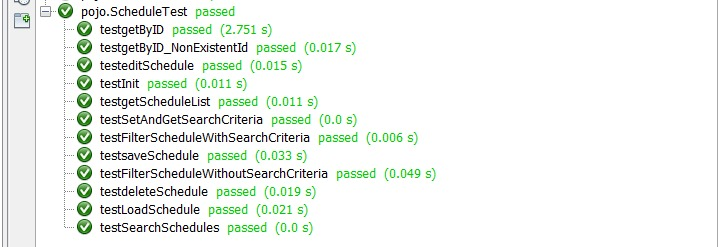 pojo.ScheduleTest passed
testgetByID passed (2.751 s)
testgetByID_NonExistentId passed (0.017 s)
testeditSchedule passed (0.015 s)
testInit passed (0.011 s)
testgetScheduleList passed (0.011 s)
testSetAndGetSearchCriteria passed (0.0 s)
testFilterScheduleWithSearchCriteria passed (0.006 s)
testsaveSchedule passed (0.033 s)
testFilterScheduleWithoutSearchCriteria passed (0.049 s)
testdeleteSchedule passed (0.019 s)
testLoadSchedule passed (0.021 s)
testSearchSchedules passed (0.0 s)